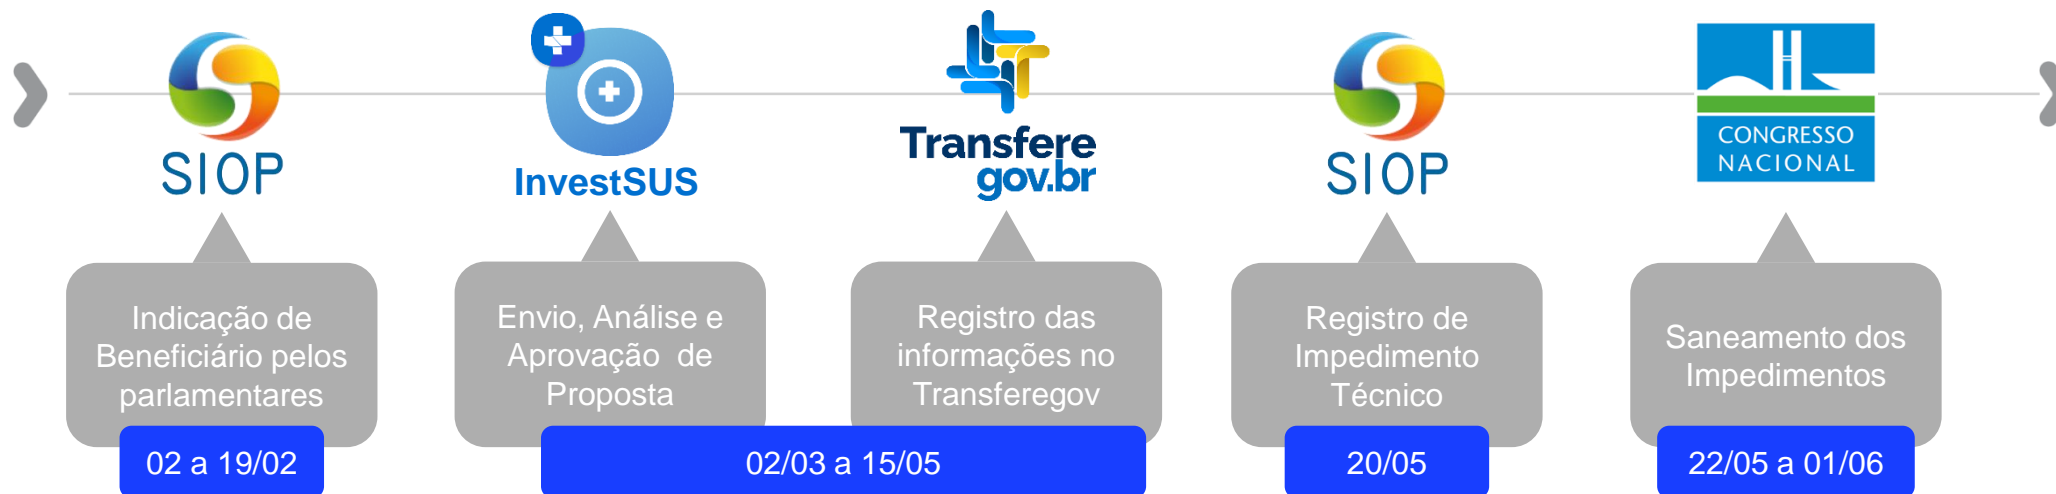 SIOP
InvestSUS
Transfere
gov.br
SIOP
CONGRESSO
NACIONAL
Indicação de
Beneficiário pelos
parlamentares
Envio, Análise e
Aprovação de
Proposta
Registro das
informações no
Transferegov
Registro de
Impedimento
Técnico
Saneamento dos
Impedimentos
02 a 19/02
02/03 a 15/05
20/05
22/05 a 01/06